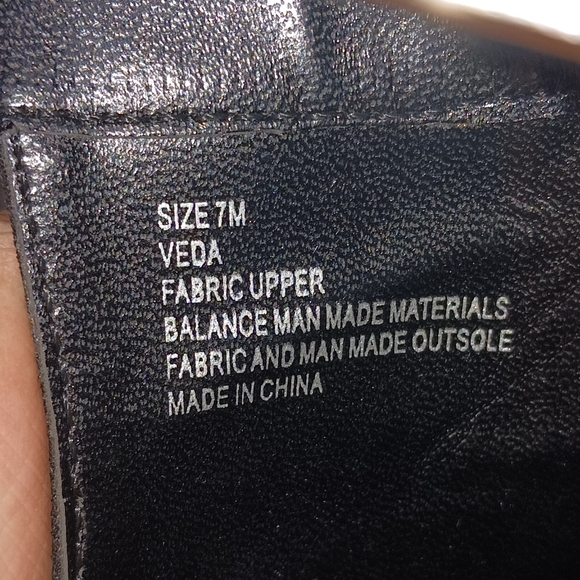 SIZE 7M
VEDA
FABRIC UPPER
BALANCE MAN MADE MATERIALS
FABRIC AND MAN MADE OUTSOLE
MADE IN CHINA